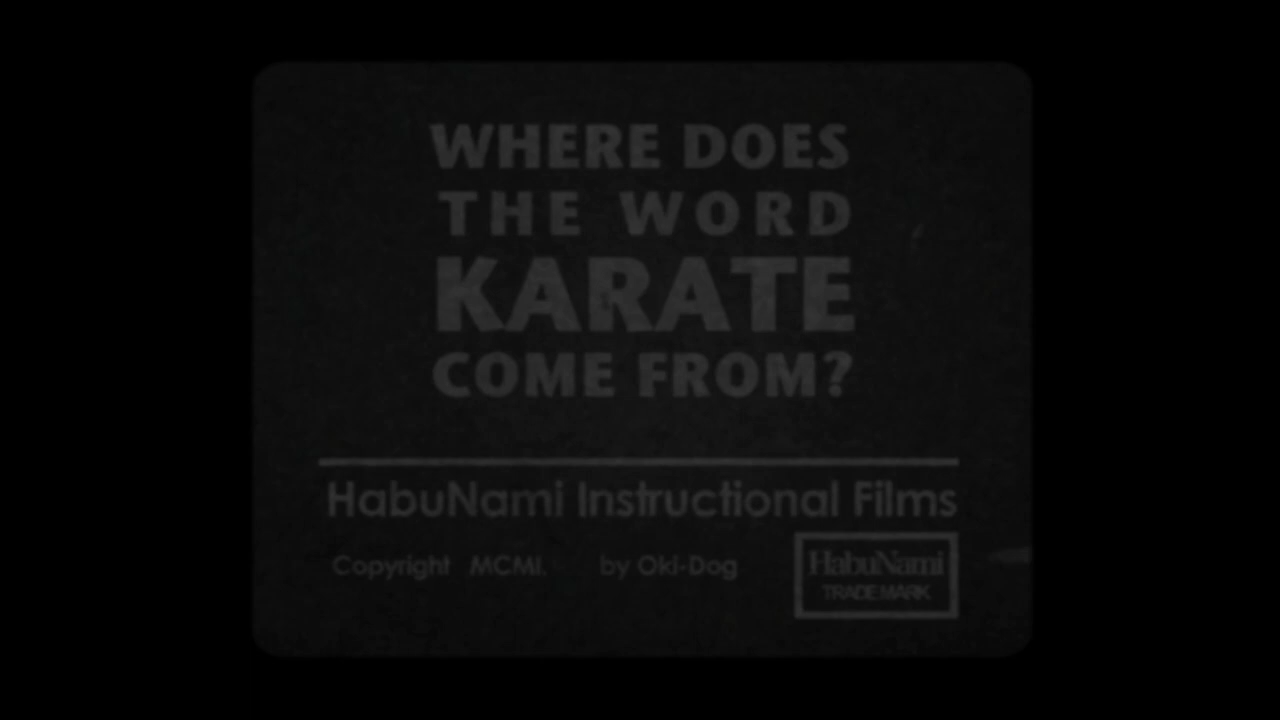 WHERE DOES
THE WORD
KARATE
COME FROM?
HabuNami Instructional Films
Copyright MCMI. by Oki-Dog
HabuNami
TRADE MARK